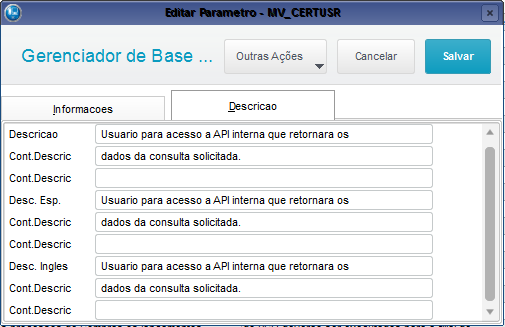 Editar Parametro - MV_CERTUSR
Gerenciador de Base ... Outras Ações Cancelar Salvar
Informacoes Descricao
Descricao Usuario para acesso a API interna que retornara os
Cont.Descric dados da consulta solicitada.
Cont.Descric
Desc. Esp. Usuario para acesso a API interna que retornara os
Cont.Descric dados da consulta solicitada.
Cont.Descric
Desc. Ingles Usuario para acesso a API interna que retornara os
Cont.Descric dados da consulta solicitada.
Cont.Descric